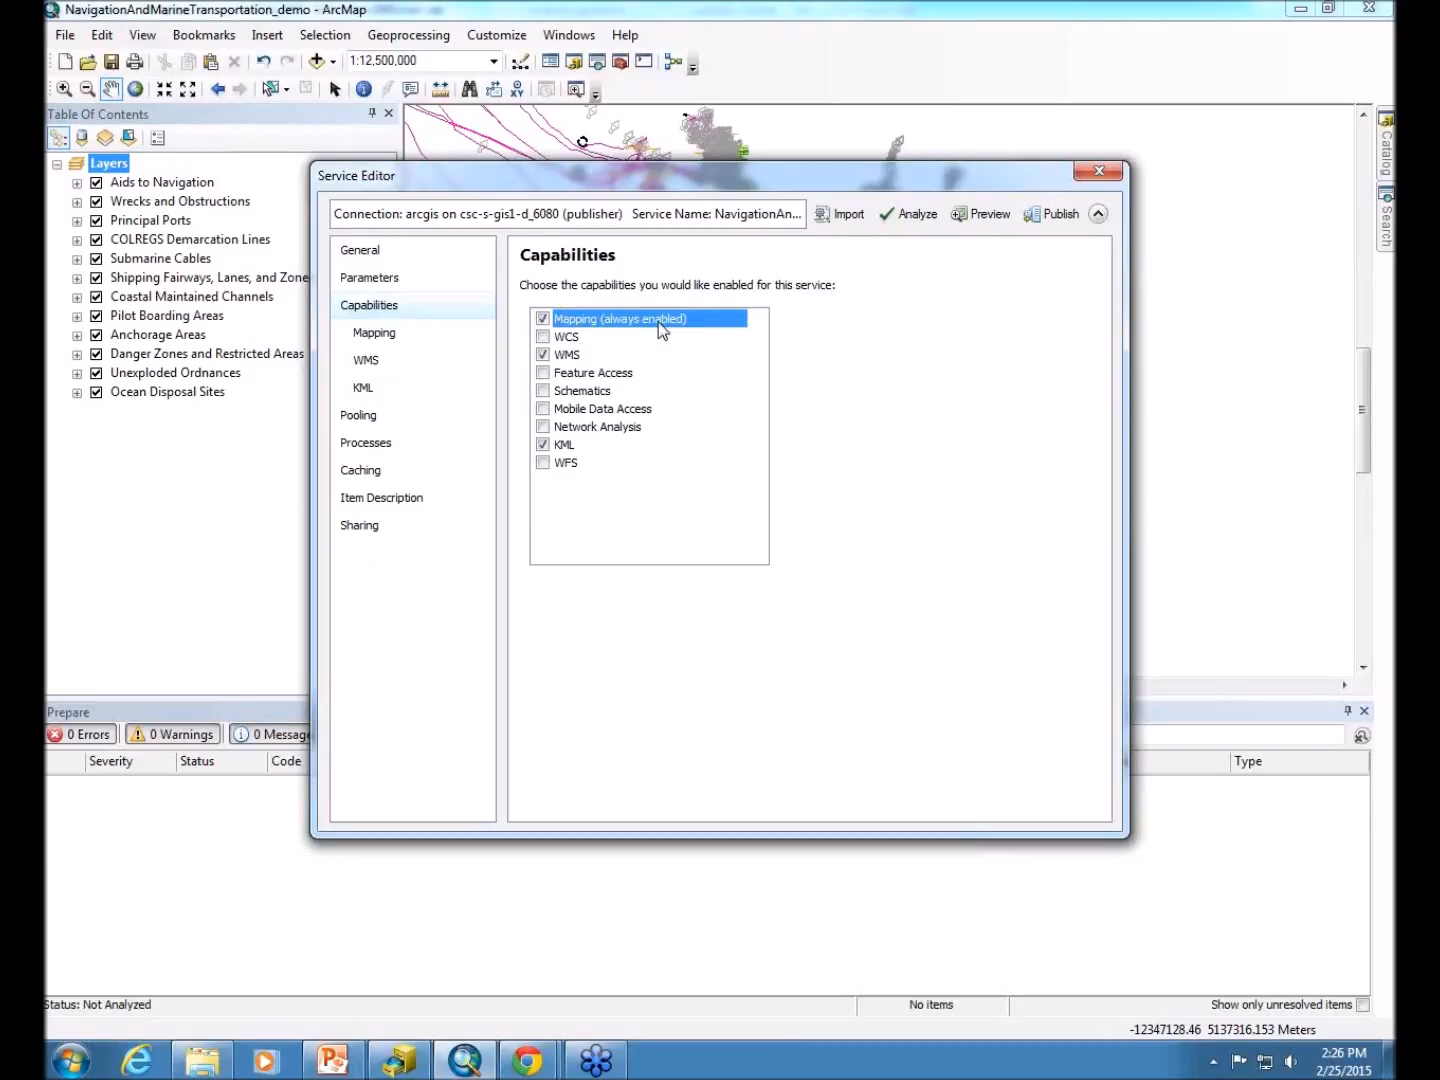 NavigationAndMarineTransportation_demo - ArcMap
File Edit View Bookmarks Insert Selection Geoprocessing Customize Windows Help
1:12,500,000
Table Of Contents
Layers
Aids to Navigation
Wrecks and Obstructions
Principal Ports
COLREGS Demarcation Lines
Submarine Cables
Shipping Fairways, Lanes, and Zone
Coastal Maintained Channels
Pilot Boarding Areas
Anchorage Areas
Danger Zones and Restricted Areas
Unexploded Ordnances
Ocean Disposal Sites
Catalog
Search
Service Editor
Connection: arcgis on csc-s-gis1-d_6080 (publisher) Service Name: NavigationAn... Import Analyze Preview Publish
General
Parameters
Capabilities
Mapping
WMS
KML
Pooling
Processes
Caching
Item Description
Sharing
Capabilities
Choose the capabilities you would like enabled for this service:
Mapping (always enabled)
WCS
WMS
Feature Access
Schematics
Mobile Data Access
Network Analysis
KML
WFS
Prepare
0 Errors 0 Warnings 0 Message
Severity Status Code Type
Status: Not Analyzed No items Show only unresolved items
-12347128.46 5137316.153 Meters
2:26 PM
2/25/2015